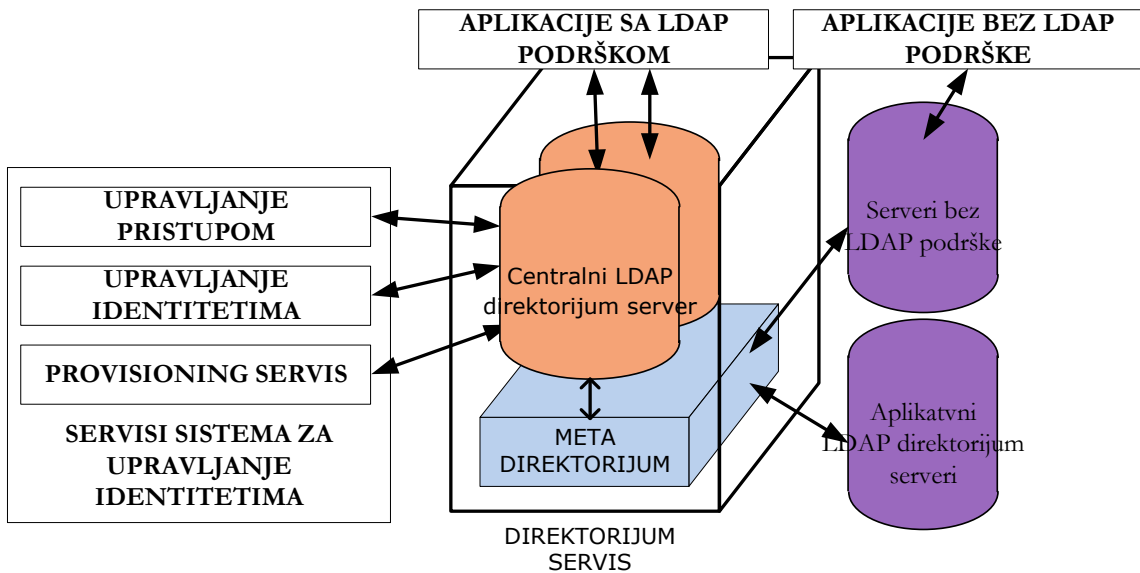 APLIKACIJE SA LDAP
PODRŠKOM
APLIKACIJE BEZ LDAP
PODRŠKE
UPRAVLJANJE
PRISTUPOM
UPRAVLJANJE
IDENTITETIMA
PROVISIONING SERVIS
SERVISI SISTEMA ZA
UPRAVLJANJE
IDENTITETIMA
Centralni LDAP
direktorijum server
META
DIREKTORIJUM
DIREKTORIJUM
SERVIS
Serveri bez
LDAP podrške
Aplikatvni
LDAP direktorijum
serveri